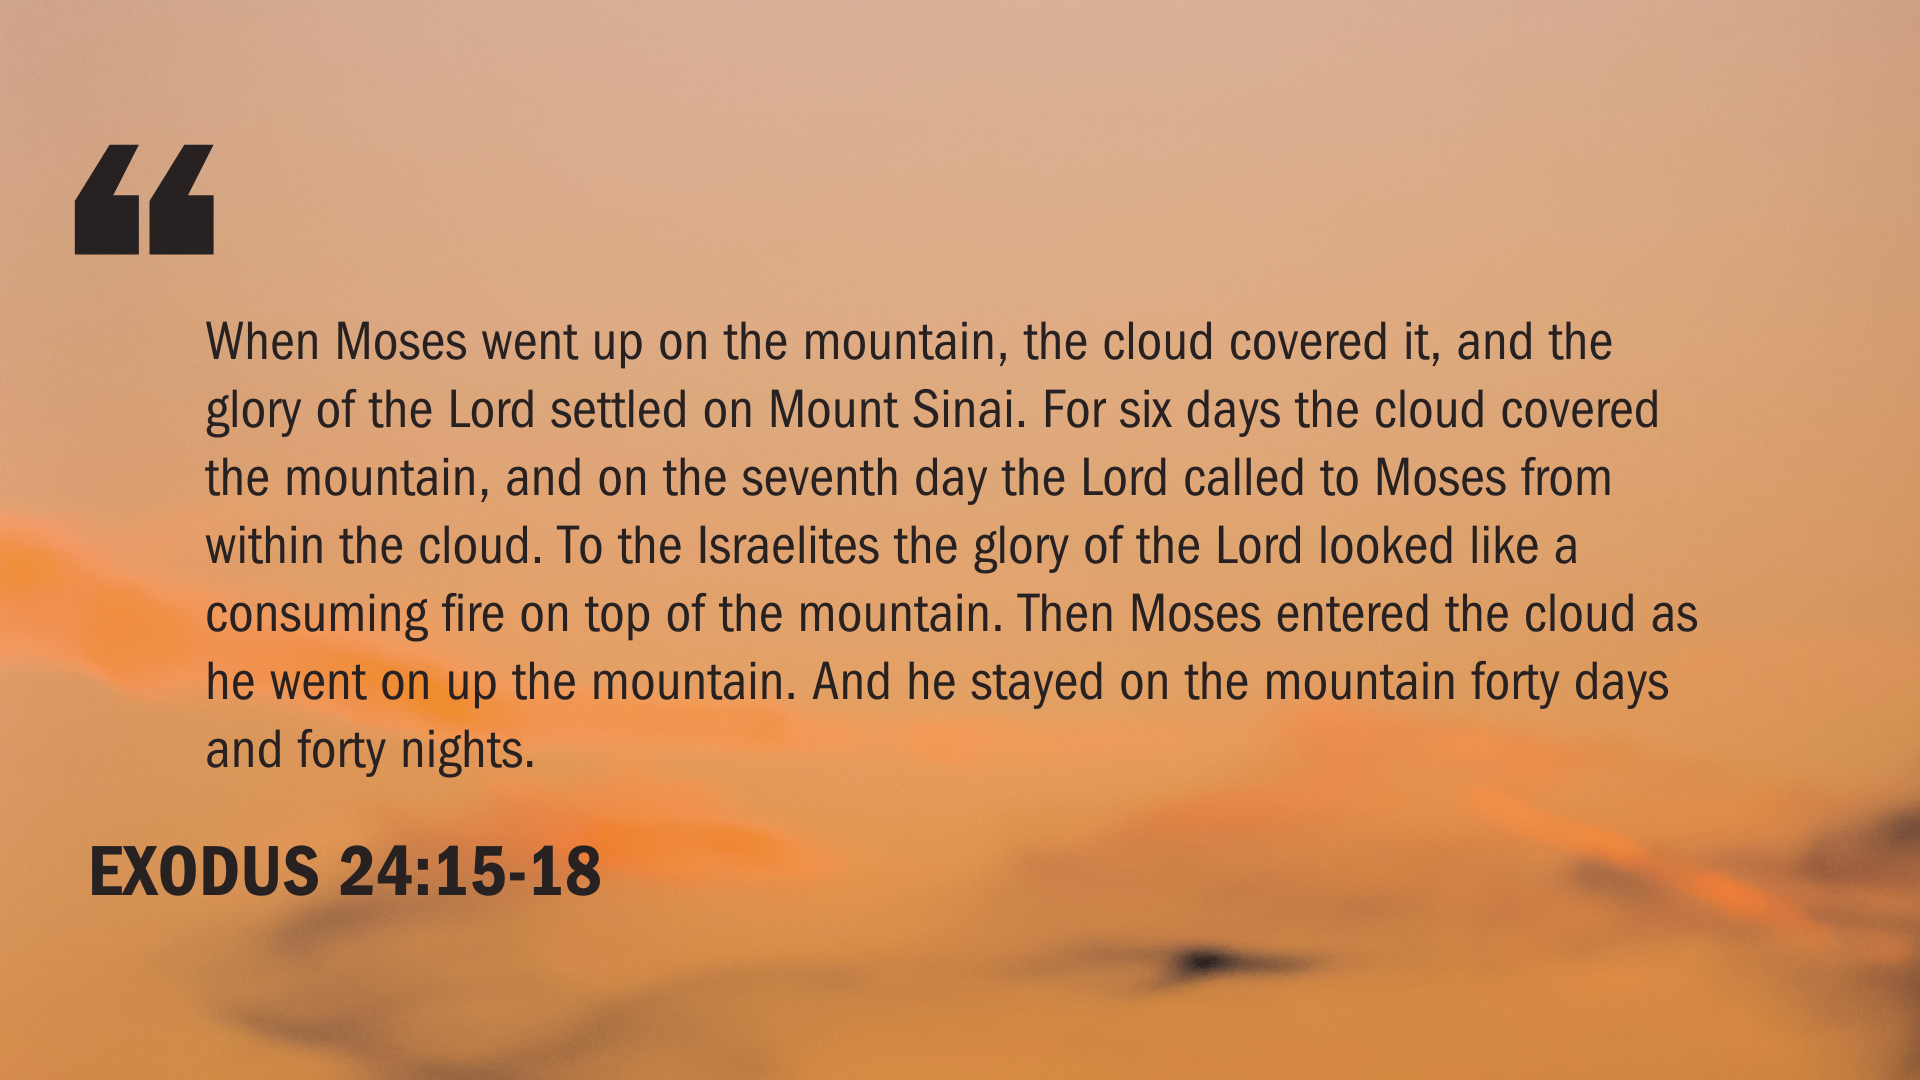 “
When Moses went up on the mountain, the cloud covered it, and the
glory of the Lord settled on Mount Sinai. For six days the cloud covered
the mountain, and on the seventh day the Lord called to Moses from
within the cloud. To the Israelites the glory of the Lord looked like a
consuming fire on top of the mountain. Then Moses entered the cloud as
he went on up the mountain. And he stayed on the mountain forty days
and forty nights.
EXODUS 24:15-18